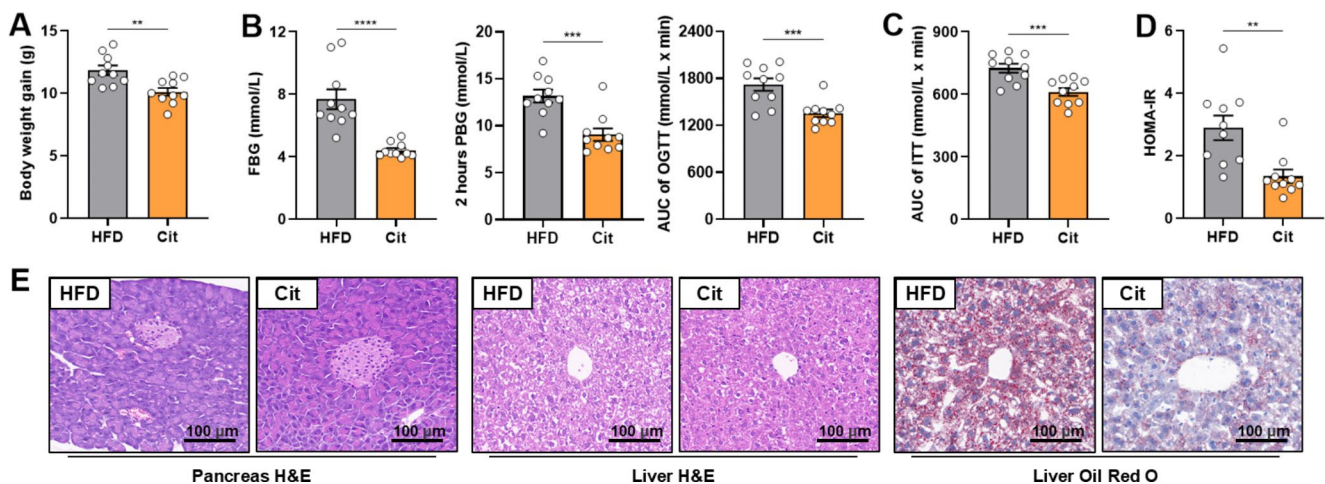 A
Body weight gain (g)
15
10
5
0
**
HFD
Cit
B
FBG (mmol/L)
12
8
4
0
****
HFD
Cit
2 hours PBG (mmol/L)
20
15
10
5
0
***
HFD
Cit
AUC of OGTT (mmol/L x min)
2400
1800
1200
600
0
***
HFD
Cit
C
AUC of ITT (mmol/L x min)
900
600
300
0
***
HFD
Cit
D
HOMA-IR
6
4
2
0
**
HFD
Cit
E
HFD
100 µm
Cit
100 µm
Pancreas H&E
HFD
100 µm
Cit
100 µm
Liver H&E
HFD
100 µm
Cit
100 µm
Liver Oil Red O